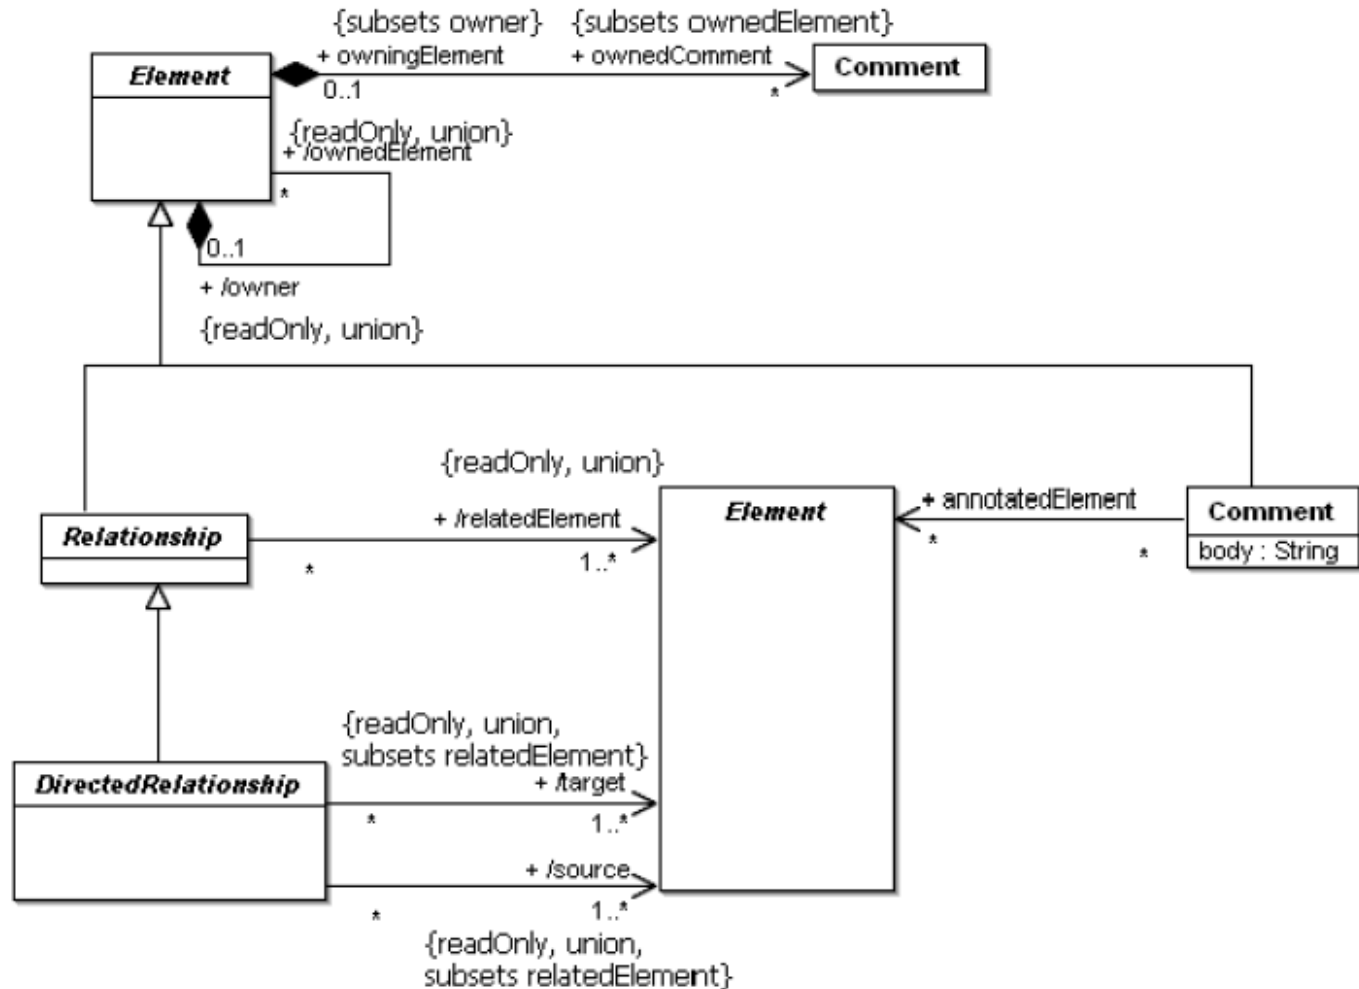 {subsets owner} {subsets ownedElement}
Element
+ owningElement
+ ownedComment
Comment
0..1
*
{readOnly, union}
+ /ownedElement
*
0..1
+ /owner
{readOnly, union}
{readOnly, union}
Relationship
+ /relatedElement
*
1..*
Element
+ annotatedElement
*
*
Comment
body : String
{readOnly, union,
subsets relatedElement}
DirectedRelationship
+ /target
*
1..*
+ /source
*
1..*
{readOnly, union,
subsets relatedElement}